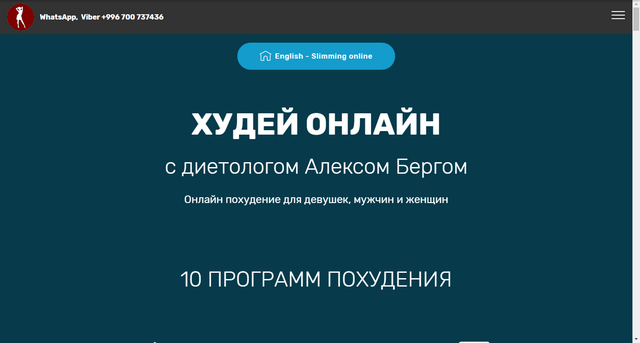 WhatsApp, Viber +996 700 737436
English - Slimming online
ХУДЕЙ ОНЛАЙН
с диетологом Алексом Бергом
Онлайн похудение для девушек, мужчин и женщин
10 ПРОГРАММ ПОХУДЕНИЯ